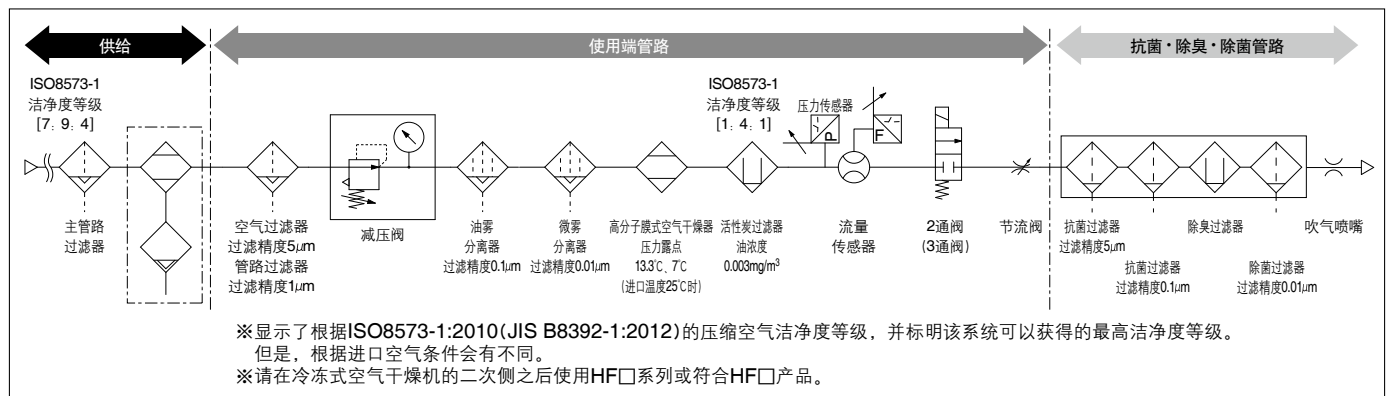 供给
使用端管路
抗菌・除臭・除菌管路
ISO8573-1
洁净度等级
[7: 9: 4]
主管路
过滤器
空气过滤器
过滤精度5μm
管路过滤器
过滤精度1μm
减压阀
油雾
分离器
过滤精度0.1μm
微雾
分离器
过滤精度0.01μm
高分子膜式空气干燥器
压力露点
13.3℃、7℃
(进口温度25℃时)
ISO8573-1
洁净度等级
[1: 4: 1]
活性炭过滤器
油浓度
0.003mg/m³
压力传感器
P
F
流量
传感器
2通阀
(3通阀)
节流阀
抗菌过滤器
过滤精度5μm
抗菌过滤器
过滤精度0.1μm
除臭过滤器
除菌过滤器
过滤精度0.01μm
吹气喷嘴
※显示了根据ISO8573-1:2010(JIS B8392-1:2012)的压缩空气洁净度等级，并标明该系统可以获得的最高洁净度等级。
但是，根据进口空气条件会有不同。
※请在冷冻式空气干燥机的二次侧之后使用HF□系列或符合HF□产品。